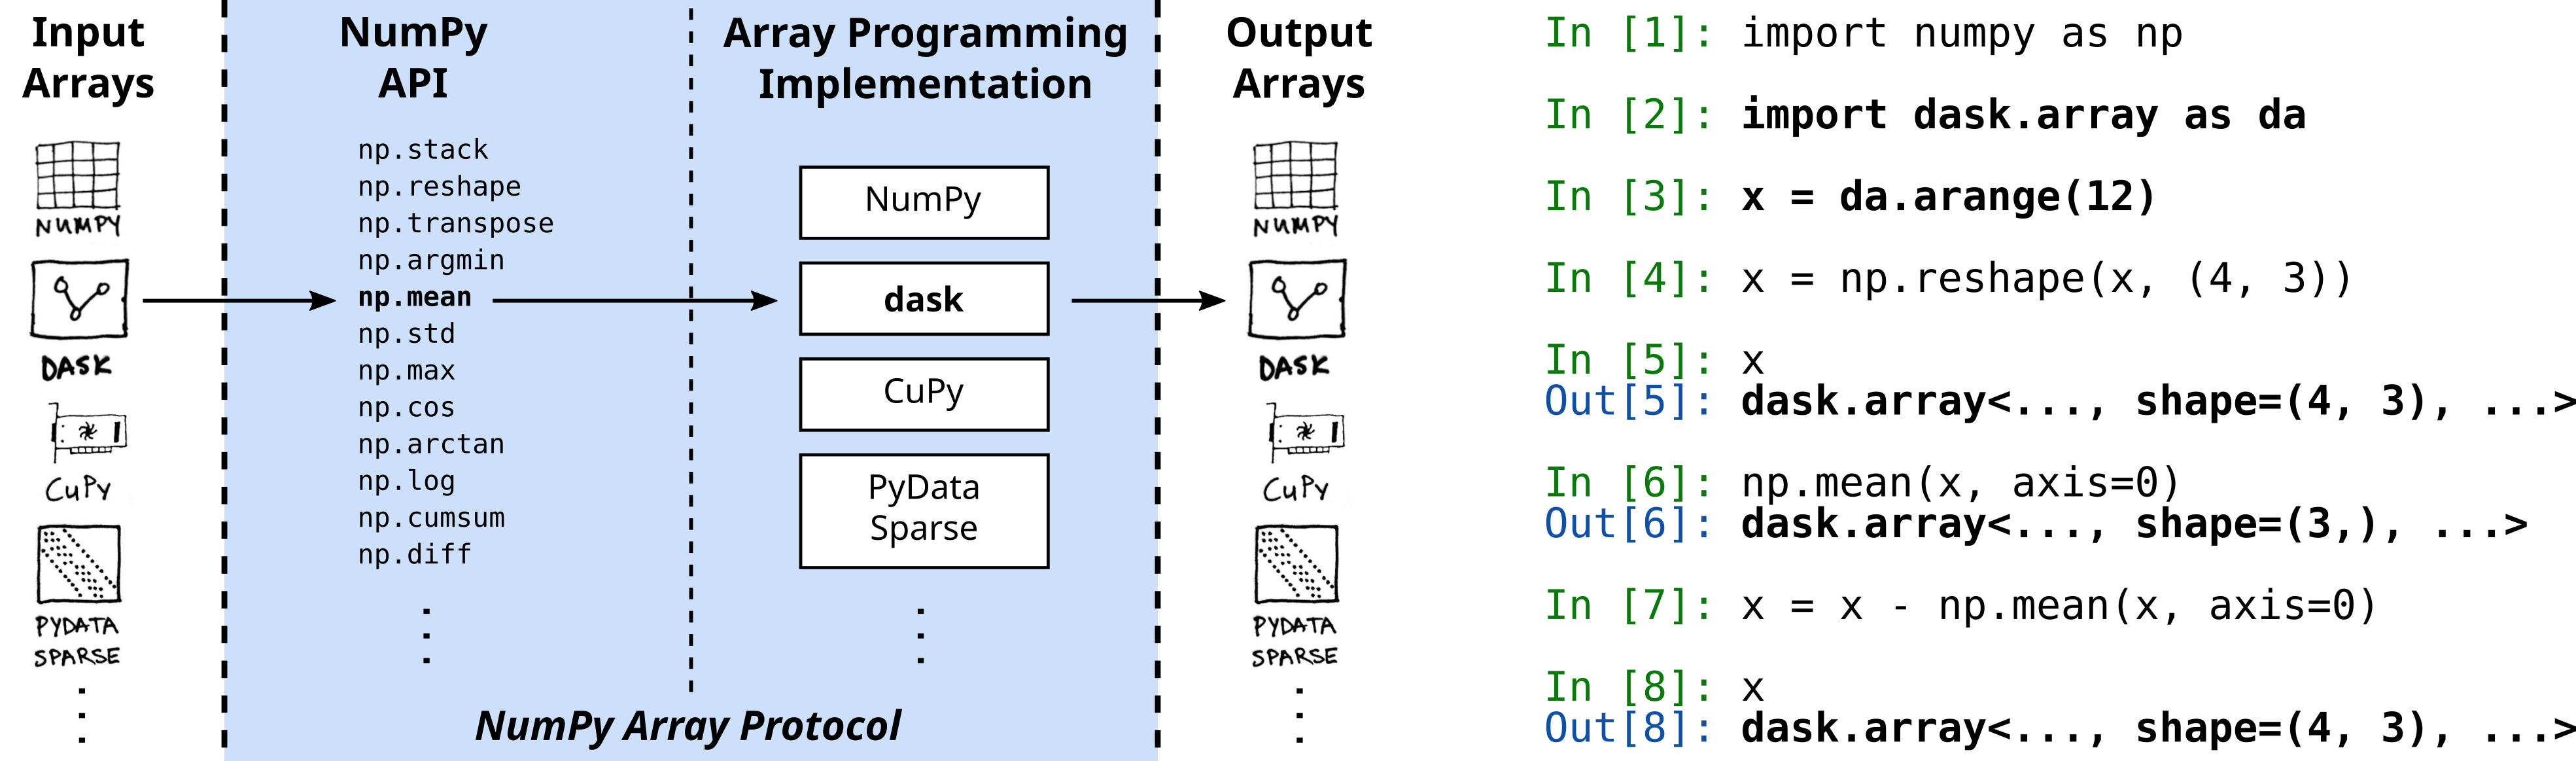 Input
Arrays
NUMPY
DASK
CuPy
PYDATA
SPARSE
NumPy
API
np.stack
np.reshape
np.transpose
np.argmin
np.mean
np.std
np.max
np.cos
np.arctan
np.log
np.cumsum
np.diff
Array Programming
Implementation
NumPy
dask
CuPy
PyData
Sparse
NumPy Array Protocol
Output
Arrays
NUMPY
DASK
CuPy
PYDATA
SPARSE
In [1]: import numpy as np
In [2]: import dask.array as da
In [3]: x = da.arange(12)
In [4]: x = np.reshape(x, (4, 3))
In [5]: x
Out[5]: dask.array<..., shape=(4, 3), ...>
In [6]: np.mean(x, axis=0)
Out[6]: dask.array<..., shape=(3,), ...>
In [7]: x = x - np.mean(x, axis=0)
In [8]: x
Out[8]: dask.array<..., shape=(4, 3), ...>